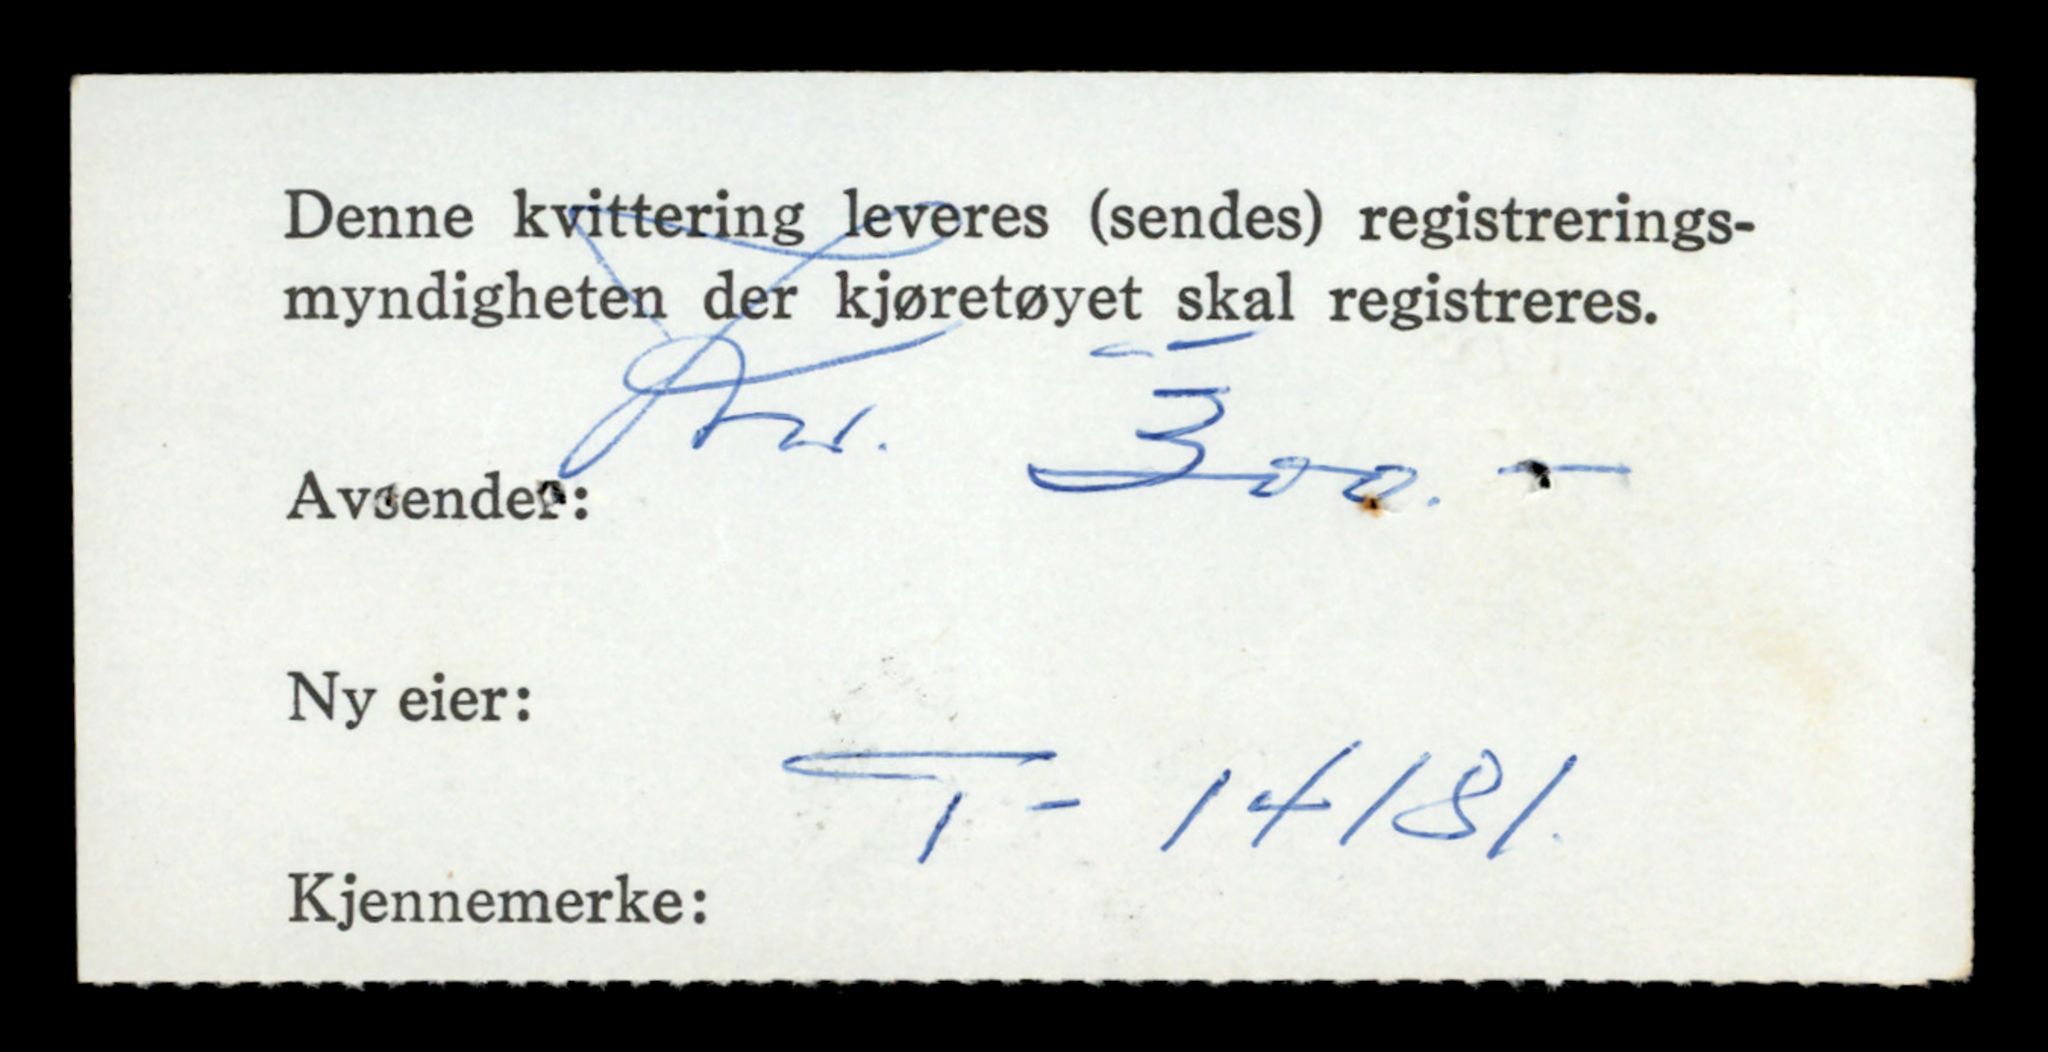 Denne kvittering leveres (sendes) registrerings-
myndigheten der kjøretøyet skal registreres.
Kr. 300.-
Avsender:
Ny eier:
T-14181.
Kjennemerke: